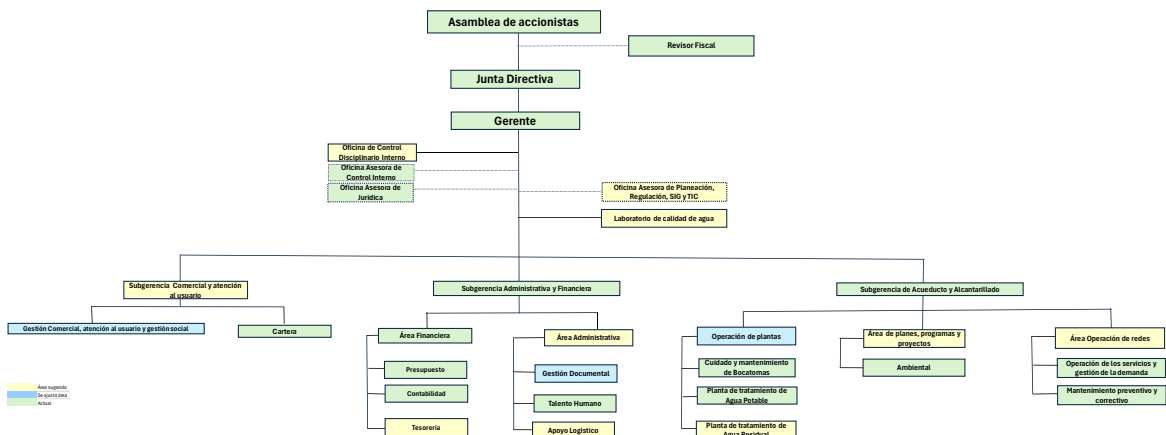 Asamblea de accionistas
Revisor Fiscal
Junta Directiva
Gerente
Oficina de Control
Disciplinario Interno
Oficina Asesora de
Control Interno
Oficina Asesora de
Jurídica
Oficina Asesora de Planeación,
Regulación, SIG y TIC
Laboratorio de calidad de agua
Subgerencia Comercial y atención
al usuario
Subgerencia Administrativa y Financiera
Subgerencia de Acueducto y Alcantarillado
Gestión Comercial, atención al usuario y gestión social
Cartera
Área Financiera
Área Administrativa
Operación de plantas
Área de planes, programas y
proyectos
Área Operación de redes
Presupuesto
Gestión Documental
Cuidado y mantenimiento
de Bocatomas
Ambiental
Operación de los servicios y
gestión de la demanda
Contabilidad
Talento Humano
Planta de tratamiento de
Agua Potable
Mantenimiento preventivo y
correctivo
Tesorería
Apoyo Logístico
Planta de tratamiento de
Agua Residual
Área sugerida
Se ajusta área
Actual